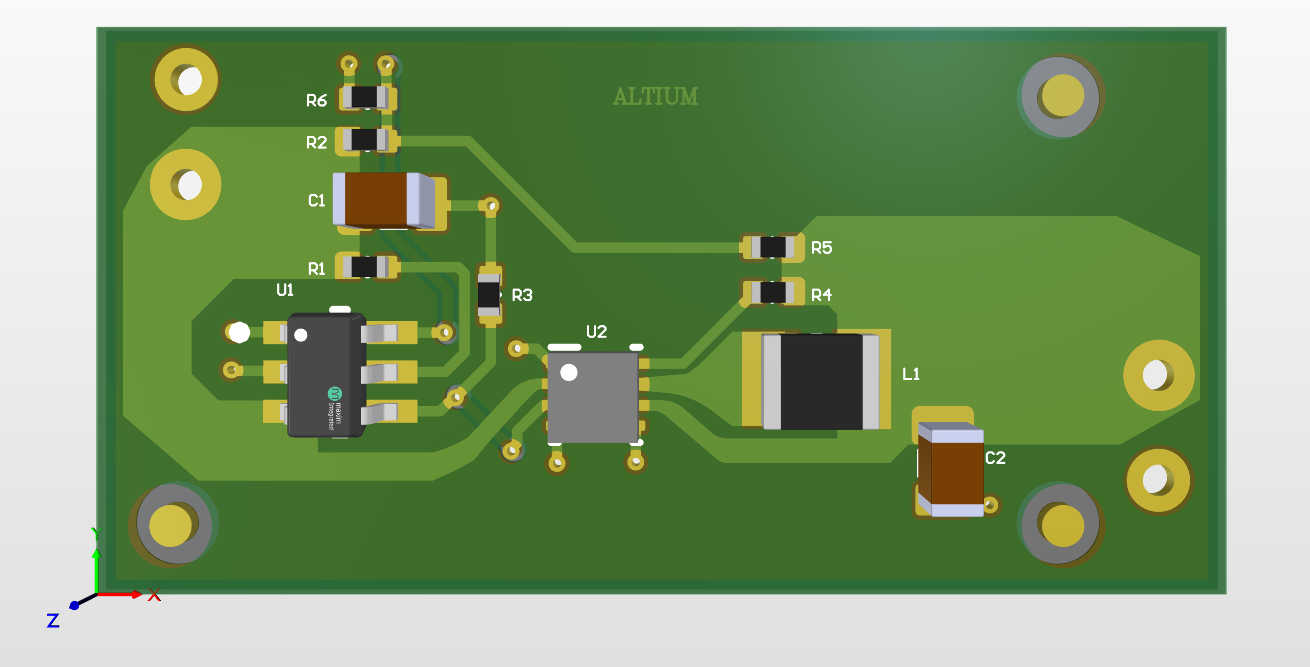 ALTIUM
R6
R2
C1
R1
U1
R3
R5
R4
U2
L1
C2
maxim
integrated
Y
X
Z